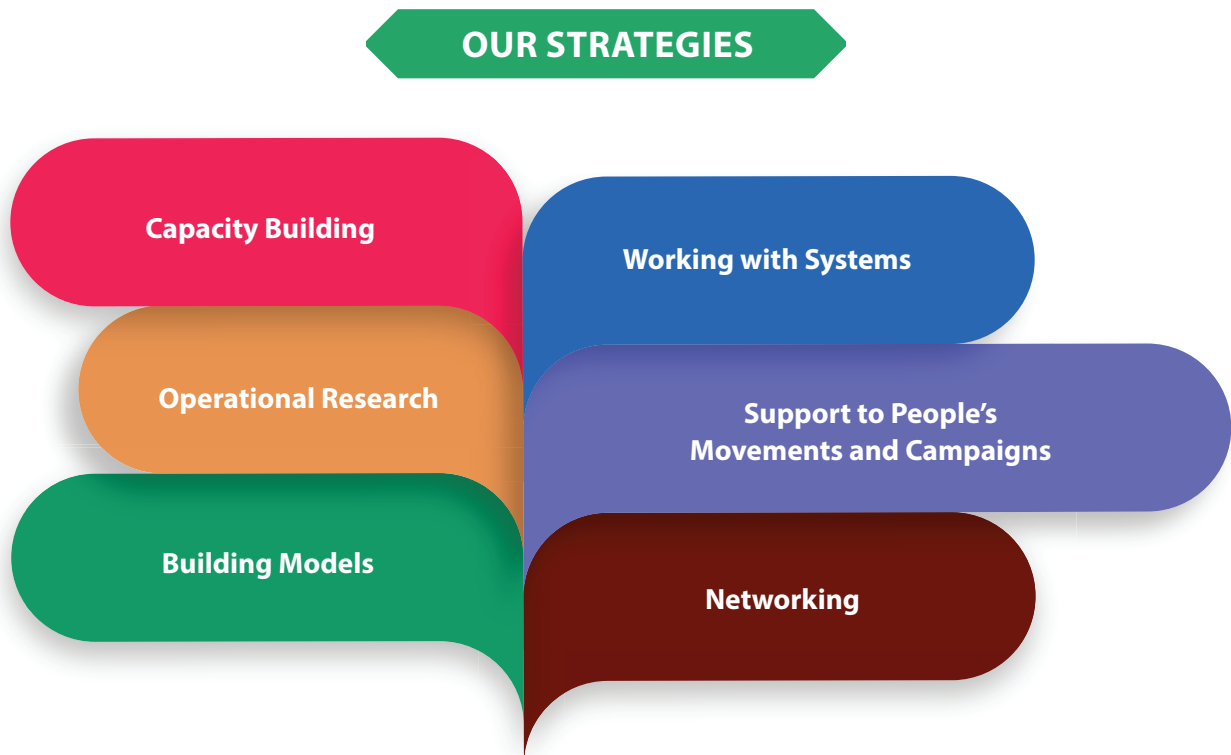 OUR STRATEGIES
Capacity Building
Working with Systems
Operational Research
Support to People’s
Movements and Campaigns
Building Models
Networking